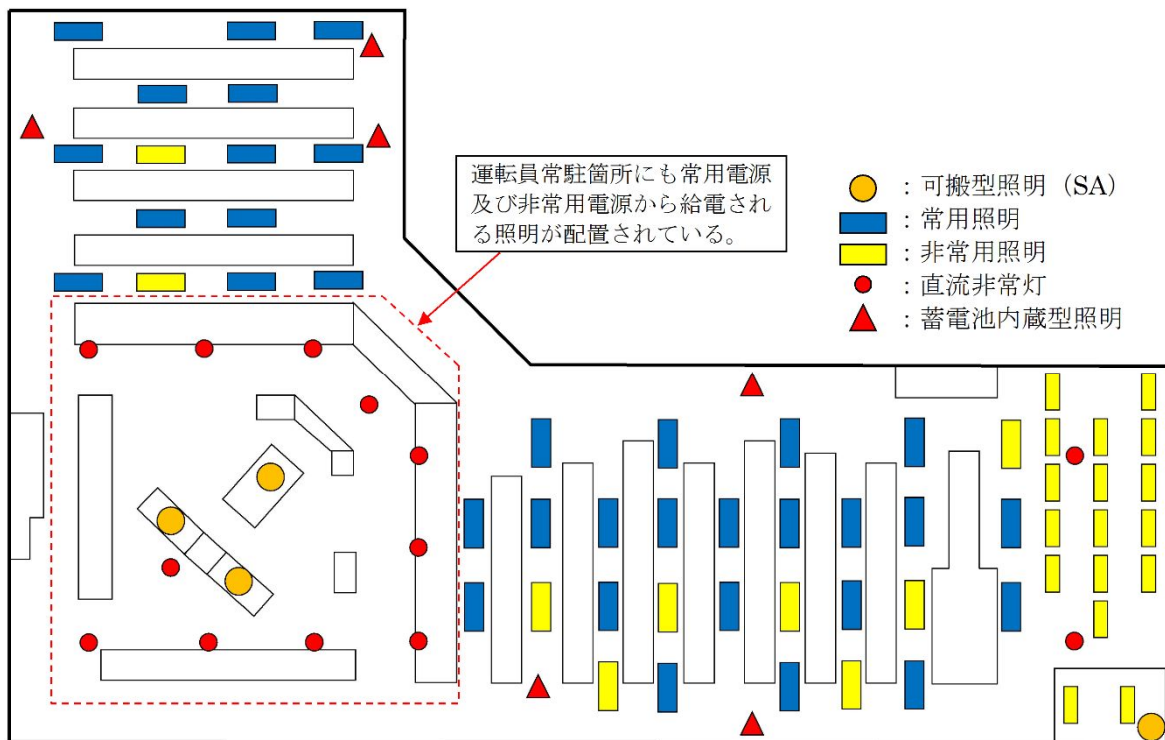 運転員常駐箇所にも常用電源
及び非常用電源から給電され
る照明が配置されている。
：可搬型照明（SA）
：常用照明
：非常用照明
：直流非常灯
：蓄電池内蔵型照明